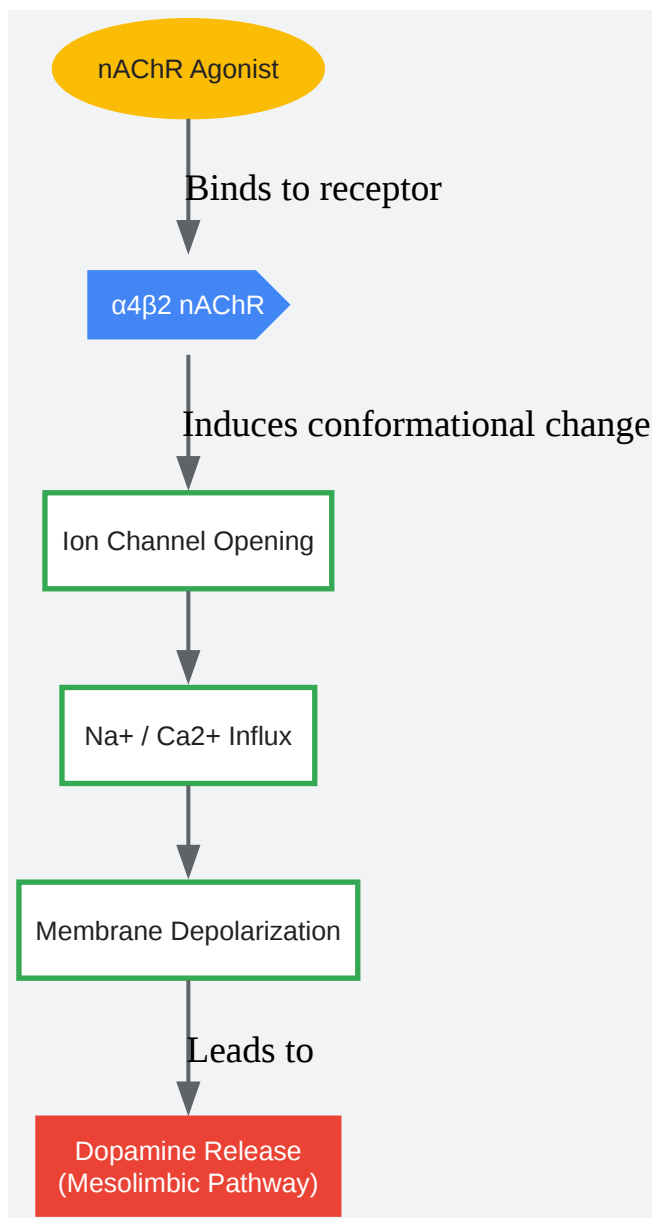 nAChR Agonist
Binds to receptor
α4β2 nAChR
Induces conformational change
Ion Channel Opening
Na+ / Ca2+ Influx
Membrane Depolarization
Leads to
Dopamine Release
(Mesolimbic Pathway)